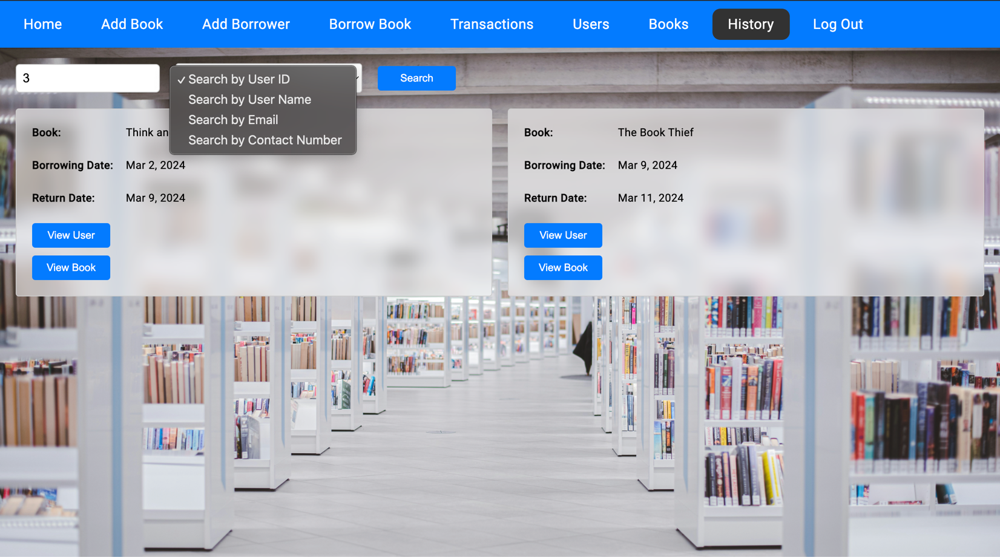 Home Add Book Add Borrower Borrow Book Transactions Users Books History Log Out
3
✓ Search by User ID
Search by User Name
Search by Email
Search by Contact Number
Search
Book: Think an
Borrowing Date: Mar 2, 2024
Return Date: Mar 9, 2024
View User
View Book
Book: The Book Thief
Borrowing Date: Mar 9, 2024
Return Date: Mar 11, 2024
View User
View Book